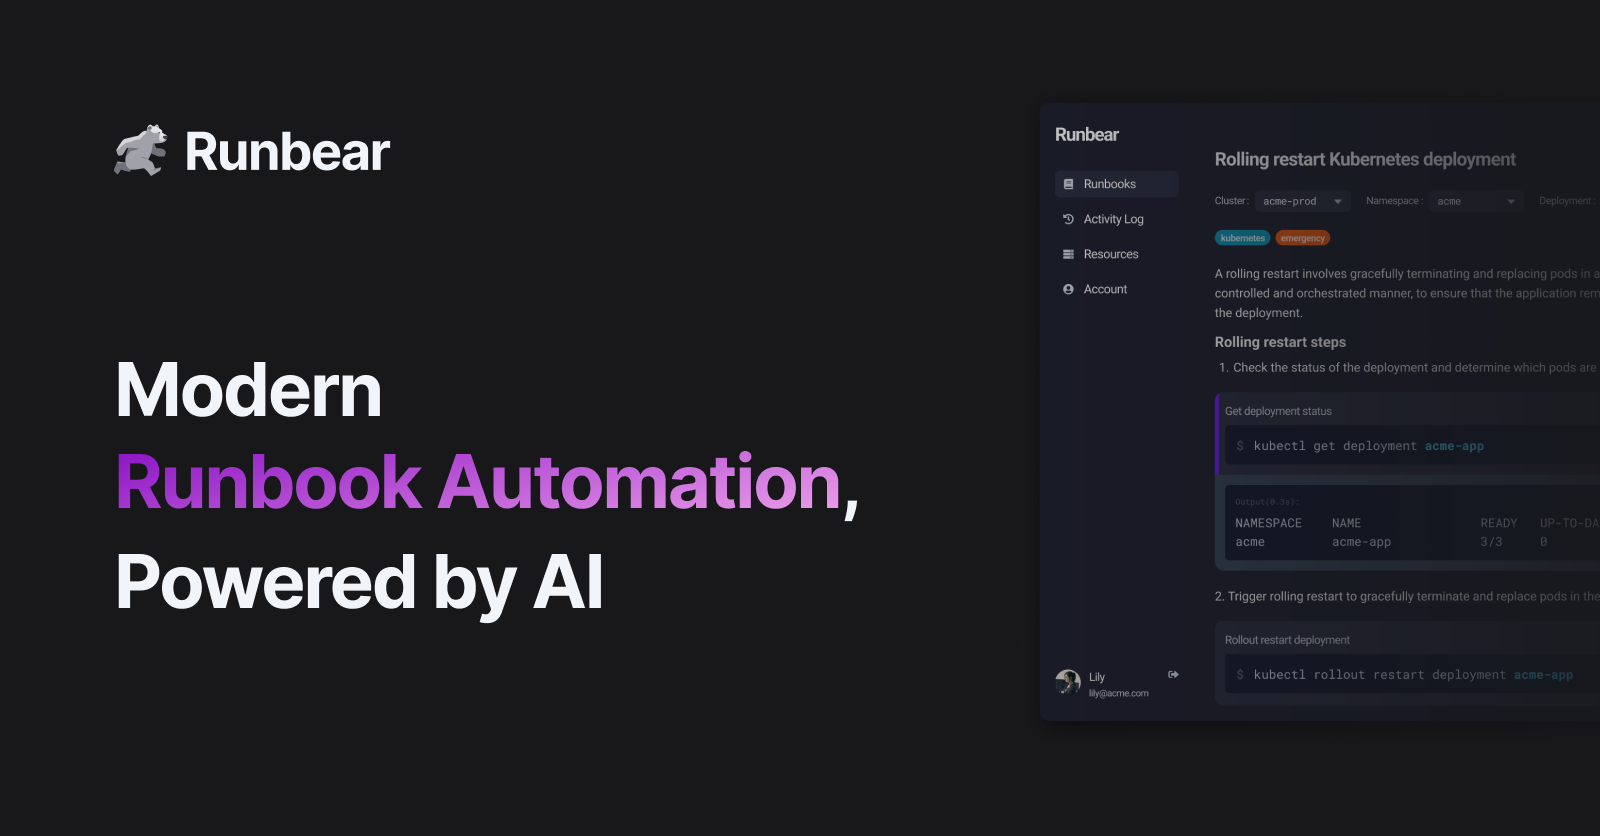 Runbear
Modern
Runbook Automation,
Powered by AI
Runbear
Runbooks
Activity Log
Resources
Account
Lily
lily@acme.com
Rolling restart Kubernetes deployment
Cluster: acme-prod Namespace: acme Deployment:
kubernetes emergency
A rolling restart involves gracefully terminating and replacing pods in a
controlled and orchestrated manner, to ensure that the application rem
the deployment.
Rolling restart steps
1. Check the status of the deployment and determine which pods are
Get deployment status
$ kubectl get deployment acme-app
Output(0.3s):
NAMESPACE NAME READY UP-TO-DA
acme acme-app 3/3 0
2. Trigger rolling restart to gracefully terminate and replace pods in the
Rollout restart deployment
$ kubectl rollout restart deployment acme-app